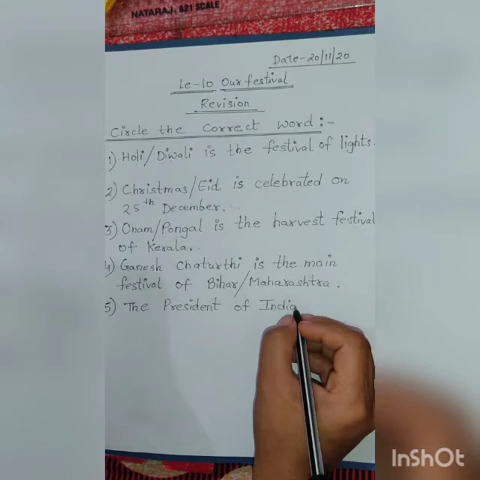 NATARAJ. 621 SCALE
Date-20/11/20
Le-10 Our festival
Revision
Circle the correct word:-
1) Holi/Diwali is the festival of lights.
2) Christmas/Eid is celebrated on
25th December.
3) Onam/Pongal is the harvest festival
of Kerala.
4) Ganesh chaturthi is the main
festival of Bihar/Maharashtra.
5) The President of India
InShOt